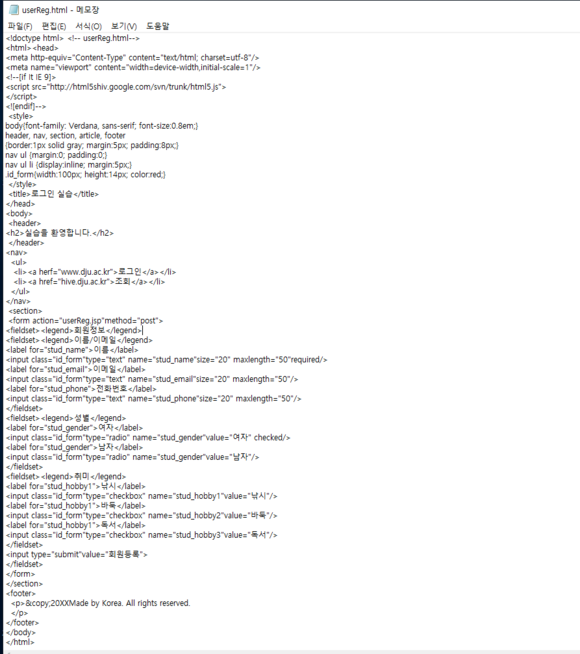 userReg.html - 메모장
파일(F) 편집(E) 서식(O) 보기(V) 도움말
<!doctype html> <!-- userReg.html-->
<html><head>
<meta http-equiv="Content-Type" content="text/html; charset=utf-8"/>
<meta name="viewport" content="width=device-width,initial-scale=1"/>
<!--[if lt IE 9]>
<script src="http://html5shiv.google.com/svn/trunk/html5.js">
</script>
<![endif]-->
<style>
body{font-family: Verdana, sans-serif; font-size:0.8em;}
header, nav, section, article, footer
{border:1px solid gray; margin:5px; padding:8px;}
nav ul {margin:0; padding:0;}
nav ul li {display:inline; margin:5px;}
.id_form{width:100px; height:14px; color:red;}
</style>
<title>로그인 실습</title>
</head>
<body>
<header>
<h2>실습을 환영합니다.</h2>
</header>
<nav>
<ul>
<li><a herf="www.dju.ac.kr">로그인</a></li>
<li><a href="hive.dju.ac.kr">조회</a></li>
</ul>
</nav>
<section>
<form action="userReg.jsp"method="post">
<fieldset><legend>회원정보</legend>
<fieldset><legend>이름/이메일</legend>
<label for="stud_name">이름</label>
<input class="id_form"type="text" name="stud_name"size="20" maxlength="50"required/>
<label for="stud_email">이메일</label>
<input class="id_form"type="text" name="stud_email"size="20" maxlength="50"/>
<label for="stud_phone">전화번호</label>
<input class="id_form"type="text" name="stud_phone"size="20" maxlength="50"/>
</fieldset>
<fieldset><legend>성별</legend>
<label for="stud_gender">여자</label>
<input class="id_form"type="radio" name="stud_gender"value="여자" checked/>
<label for="stud_gender">남자</label>
<input class="id_form"type="radio" name="stud_gender"value="남자"/>
</fieldset>
<fieldset><legend>취미</legend>
<label for="stud_hobby1">낚시</label>
<input class="id_form"type="checkbox" name="stud_hobby1"value="낚시"/>
<label for="stud_hobby1">바둑</label>
<input class="id_form"type="checkbox" name="stud_hobby2"value="바둑"/>
<label for="stud_hobby1">독서</label>
<input class="id_form"type="checkbox" name="stud_hobby3"value="독서"/>
</fieldset>
<input type="submit"value="회원등록">
</fieldset>
</form>
</section>
<footer>
<p>&copy;20XXMade by Korea. All rights reserved.
</p>
</footer>
</body>
</html>